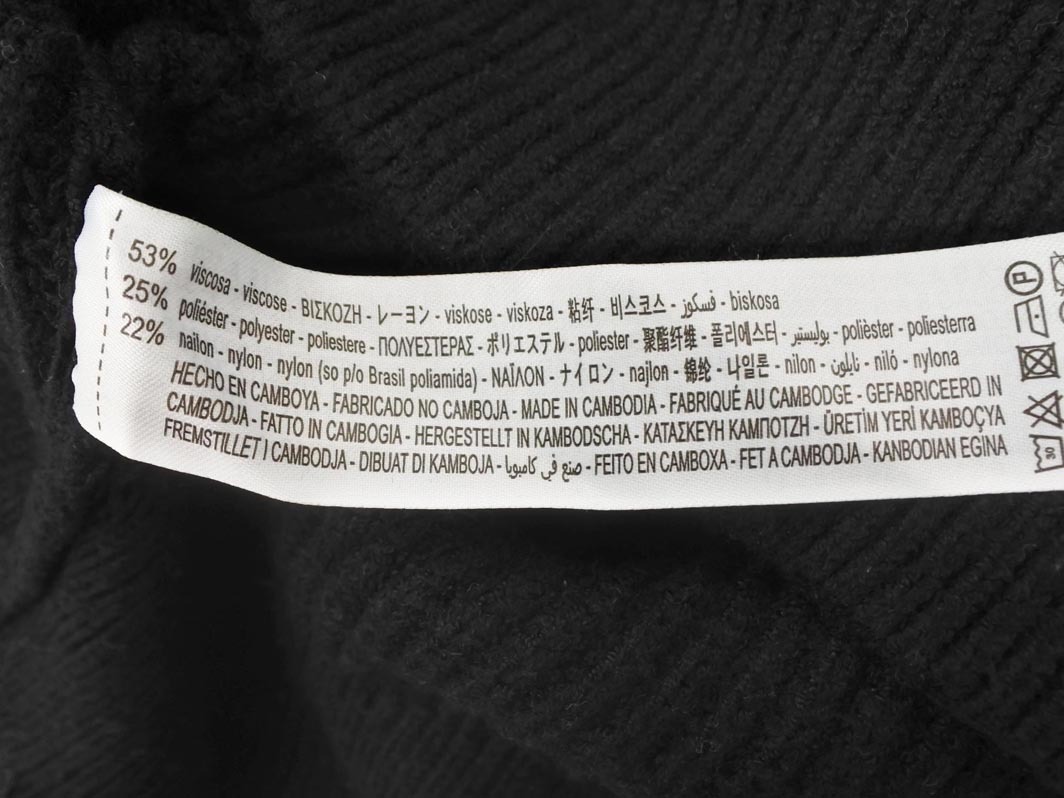 53% viscosa - viscose - ΒΙΣΚΟΖΗ - レーヨン - viskose - viskoza - 粘纤 - 비스코스 - فسكوز - biskosa
25% poliéster - polyester - poliestere - ΠΟΛΥΕΣΤΕΡΑΣ - ポリエステル - poliester - 聚酯纤维 - 폴리에스터 - بوليستير - polièster - poliesterra
22% nailon - nylon - nylon (so p/o Brasil poliamida) - ΝΑΪΛΟΝ - ナイロン - najlon - 锦纶 - 나일론 - nilon - نايلون - niló - nylona
HECHO EN CAMBOYA - FABRICADO NO CAMBOJA - MADE IN CAMBODIA - FABRIQUÉ AU CAMBODGE - GEFABRICEERD IN
CAMBODJA - FATTO IN CAMBOGIA - HERGESTELLT IN KAMBODSCHA - ΚΑΤΑΣΚΕΥΗ ΚΑΜΠΟΤΖΗ - ÜRETİM YERİ KAMBOÇYA
FREMSTILLET I CAMBODJA - DIBUAT DI KAMBOJA - صنع في كامبوديا - FEITO EN CAMBOXA - FET A CAMBODJA - KANBODIAN EGINA
P
30